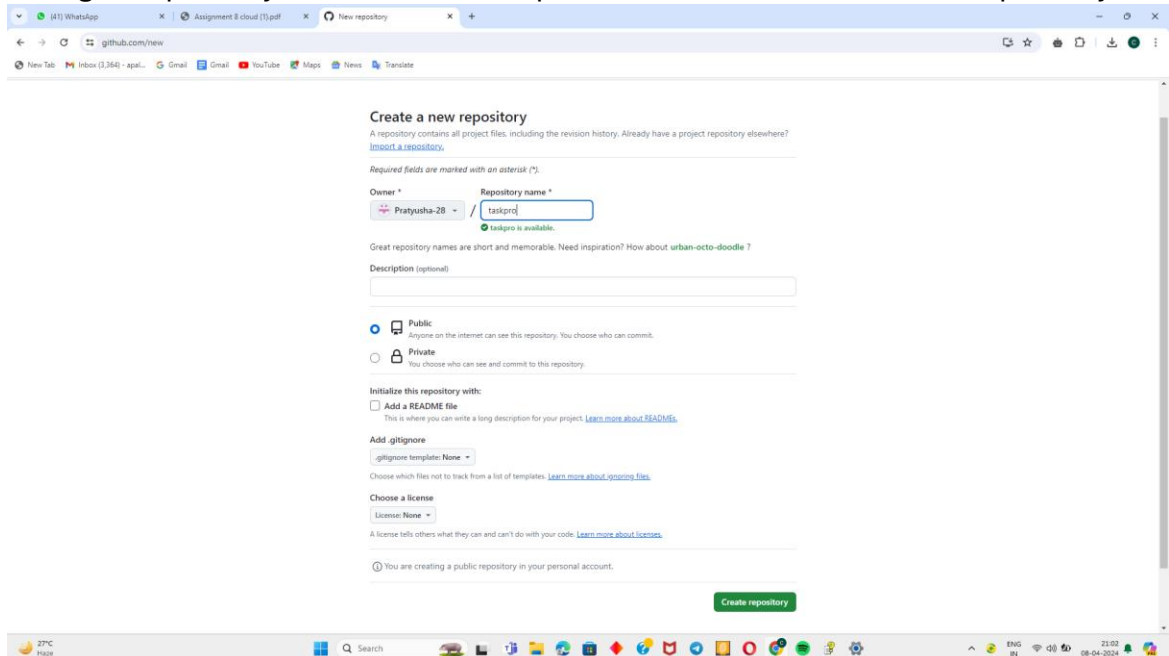 (41) WhatsApp
Assignment 8 cloud (1).pdf
New repository
github.com/new
New Tab
Inbox (3,364) - apal...
Gmail
Gmail
YouTube
Maps
News
Translate
Create a new repository
A repository contains all project files, including the revision history. Already have a project repository elsewhere?
Import a repository.
Required fields are marked with an asterisk (*).
Owner *
Repository name *
Pratyusha-28
/
taskpro
taskpro is available.
Great repository names are short and memorable. Need inspiration? How about urban-octo-doodle ?
Description (optional)
Public
Anyone on the internet can see this repository. You choose who can commit.
Private
You choose who can see and commit to this repository.
Initialize this repository with:
Add a README file
This is where you can write a long description for your project. Learn more about READMEs.
Add .gitignore
.gitignore template: None
Choose which files not to track from a list of templates. Learn more about ignoring files.
Choose a license
License: None
A license tells others what they can and can't do with your code. Learn more about licenses.
You are creating a public repository in your personal account.
Create repository
27°C
Haze
Search
ENG
IN
21:02
08-04-2024